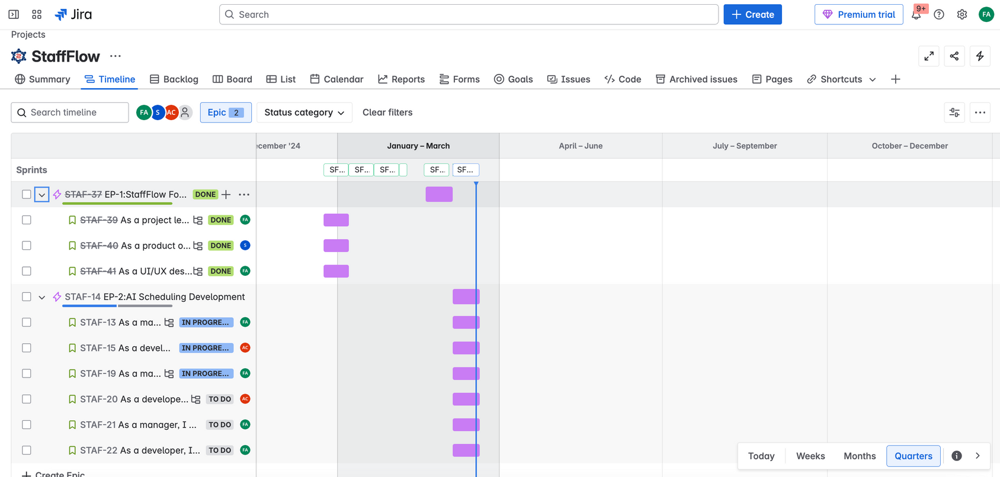 Jira
Search
Create
Premium trial
9+
FA
Projects
StaffFlow
Summary
Timeline
Backlog
Board
List
Calendar
Reports
Forms
Goals
Issues
Code
Archived issues
Pages
Shortcuts
Search timeline
FA
S
AC
Epic 2
Status category
Clear filters
ecember '24
January – March
April – June
July – September
October – December
Sprints
SF...
SF...
SF...
SF...
SF...
STAF-37 EP-1:StaffFlow Fo... DONE
STAF-39 As a project le... DONE FA
STAF-40 As a product o... DONE S
STAF-41 As a UI/UX des... DONE FA
STAF-14 EP-2:AI Scheduling Development
STAF-13 As a ma... IN PROGRE... FA
STAF-15 As a devel... IN PROGRE... AC
STAF-19 As a ma... IN PROGRE... FA
STAF-20 As a develope... TO DO AC
STAF-21 As a manager, I ... TO DO FA
STAF-22 As a developer, I... TO DO FA
Create Epic
Today
Weeks
Months
Quarters